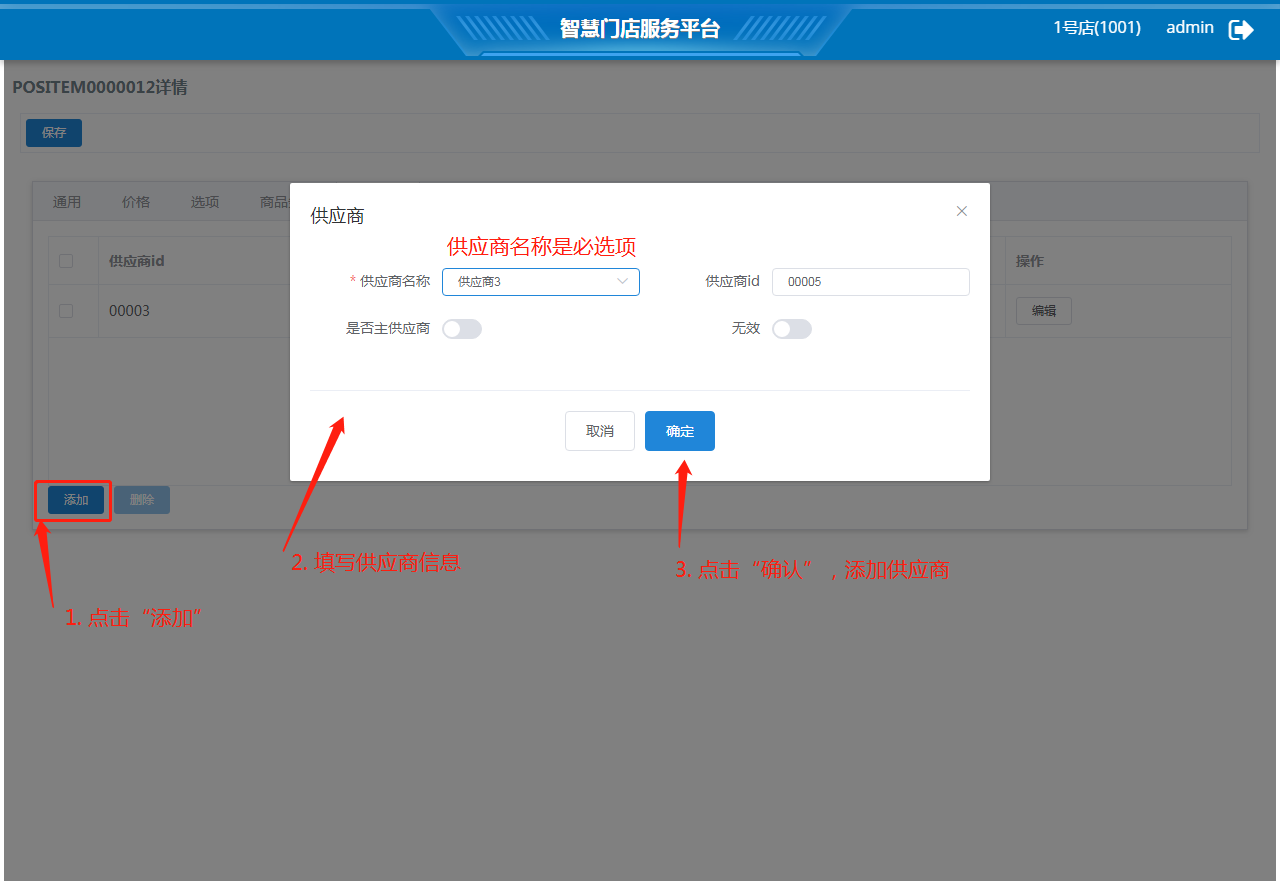 智慧门店服务平台
1号店(1001) admin
POSITEM0000012详情
保存
通用 价格 选项 商品
供应商
供应商名称是必选项
* 供应商名称 供应商3 供应商id 00005
是否主供应商 无效
供应商id 操作
00003 编辑
取消 确定
添加 删除
2. 填写供应商信息
3. 点击“确认”，添加供应商
1. 点击“添加”